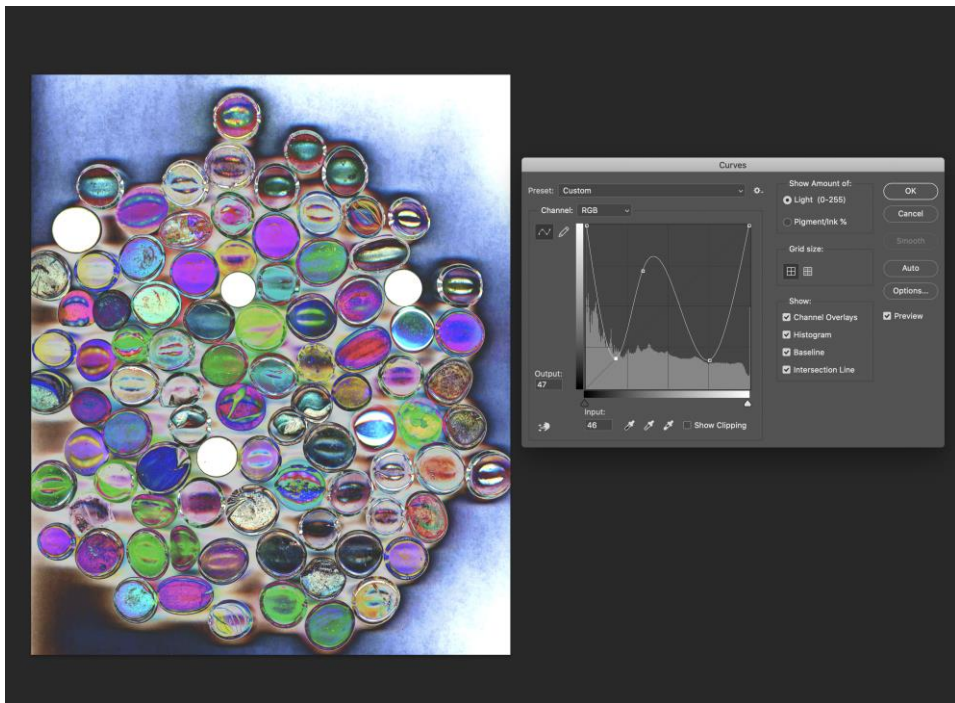 Curves
Preset: Custom
Channel: RGB
Output:
47
Input:
46
Show Clipping
Show Amount of:
Light (0-255)
Pigment/Ink %
Grid size:
Show:
Channel Overlays
Histogram
Baseline
Intersection Line
OK
Cancel
Smooth
Auto
Options...
Preview